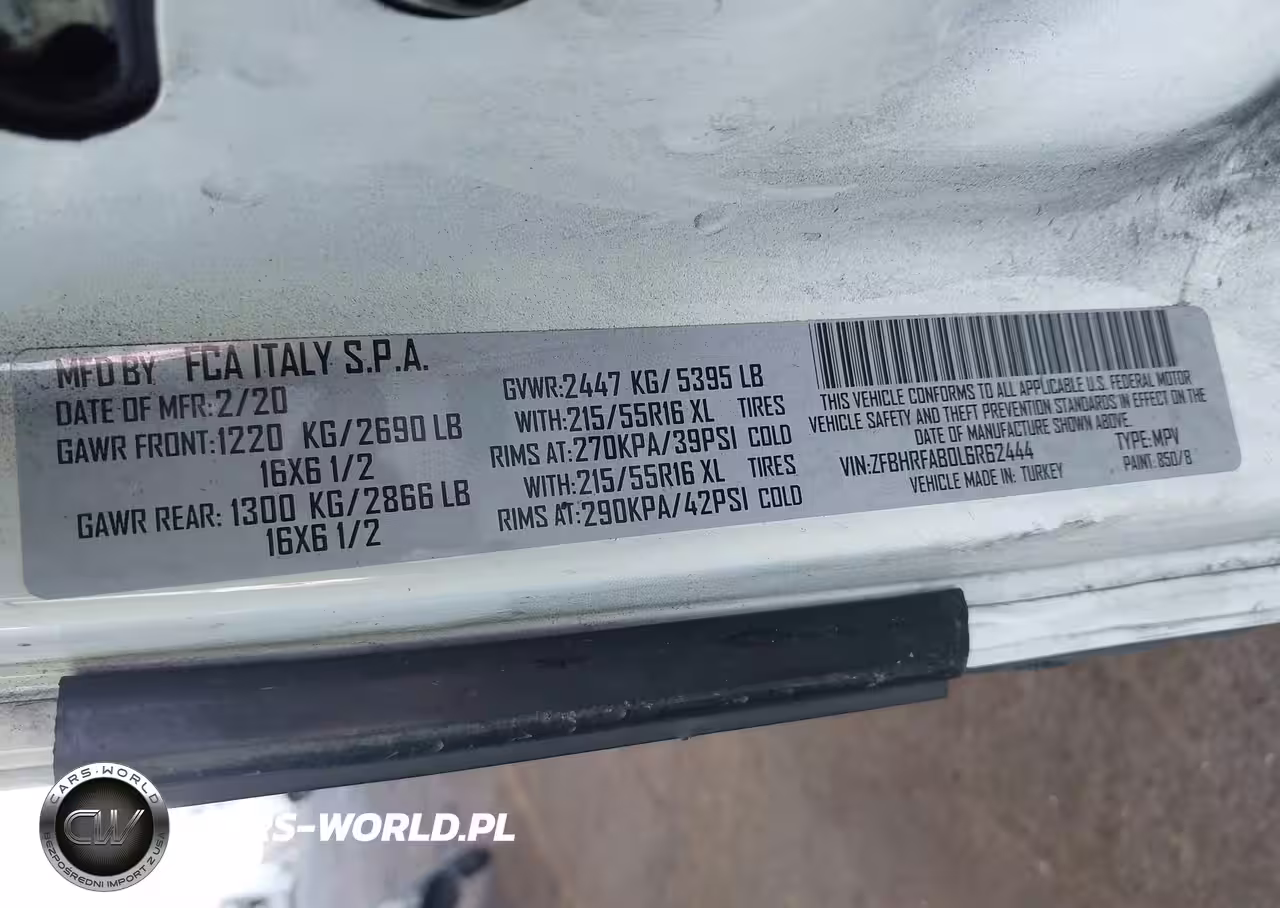 MFD BY FCA ITALY S.P.A.
DATE OF MFR:2/20
GAWR FRONT:1220 KG/2690 LB
16X6 1/2
GAWR REAR: 1300 KG/2866 LB
16X6 1/2
GVWR:2447 KG/5395 LB
WITH:215/55R16 XL TIRES
RIMS AT:270KPA/39PSI COLD
WITH:215/55R16 XL TIRES
RIMS AT:290KPA/42PSI COLD
THIS VEHICLE CONFORMS TO ALL APPLICABLE U.S. FEDERAL MOTOR
VEHICLE SAFETY AND THEFT PREVENTION STANDARDS IN EFFECT ON THE
DATE OF MANUFACTURE SHOWN ABOVE.
VIN:ZFBHRFAB0L6R62444 TYPE:MPV
VEHICLE MADE IN: TURKEY PAINT: 850/8
CARS-WORLD
CW
BEZPOŚREDNI IMPORT Z USA
CARS-WORLD.PL